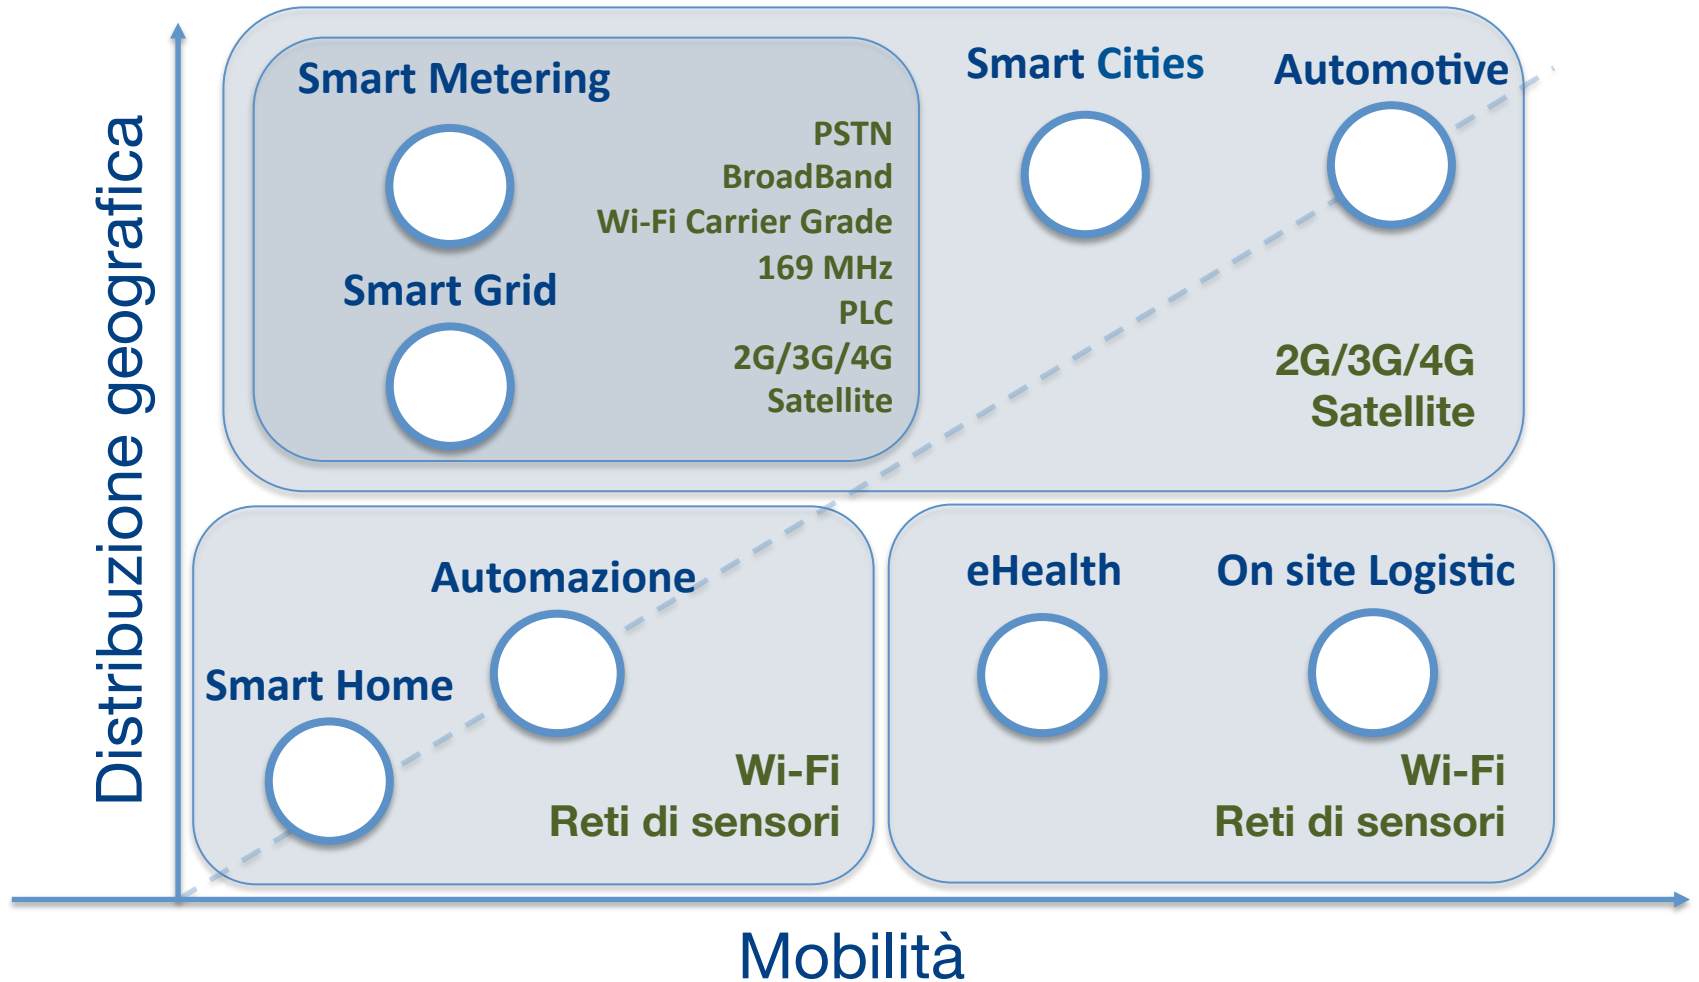 Distribuzione geografica
Smart Metering
Smart Grid
PSTN
BroadBand
Wi-Fi Carrier Grade
169 MHz
PLC
2G/3G/4G
Satellite
Smart Cities
Automotive
2G/3G/4G
Satellite
Automazione
Smart Home
Wi-Fi
Reti di sensori
eHealth
On site Logistic
Wi-Fi
Reti di sensori
Mobilità